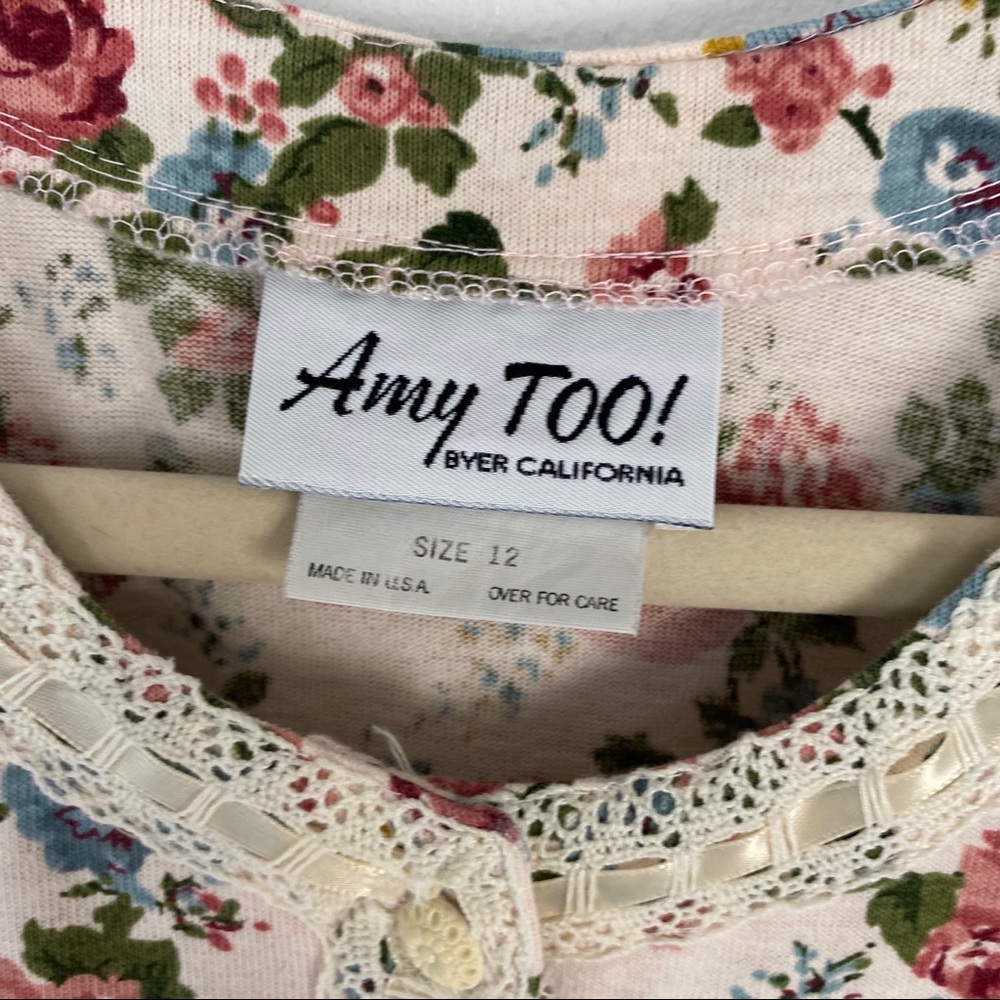 Amy TOO!
BYER CALIFORNIA
SIZE 12
MADE IN U.S.A. OVER FOR CARE